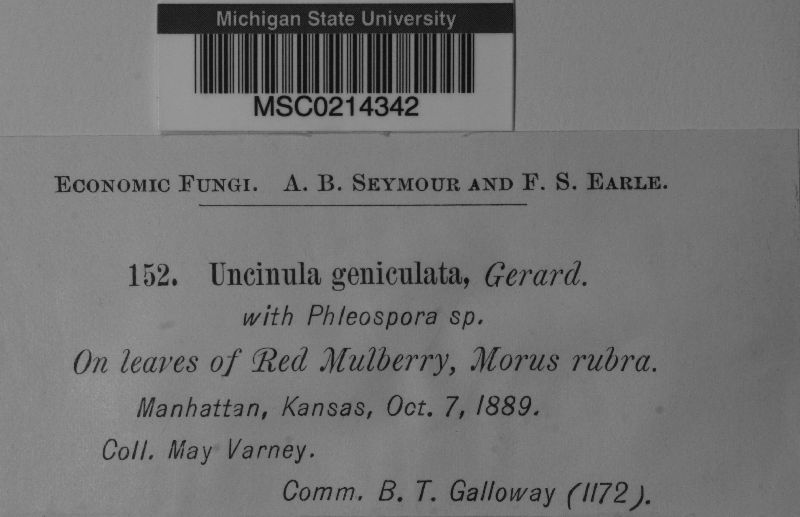 Michigan State University
MSC0214342
Economic Fungi. A. B. Seymour and F. S. Earle.
152. Uncinula geniculata, Gerard.
with Phleospora sp.
On leaves of Red Mulberry, Morus rubra.
Manhattan, Kansas, Oct. 7, 1889.
Coll. May Varney.
Comm. B. T. Galloway (1172).